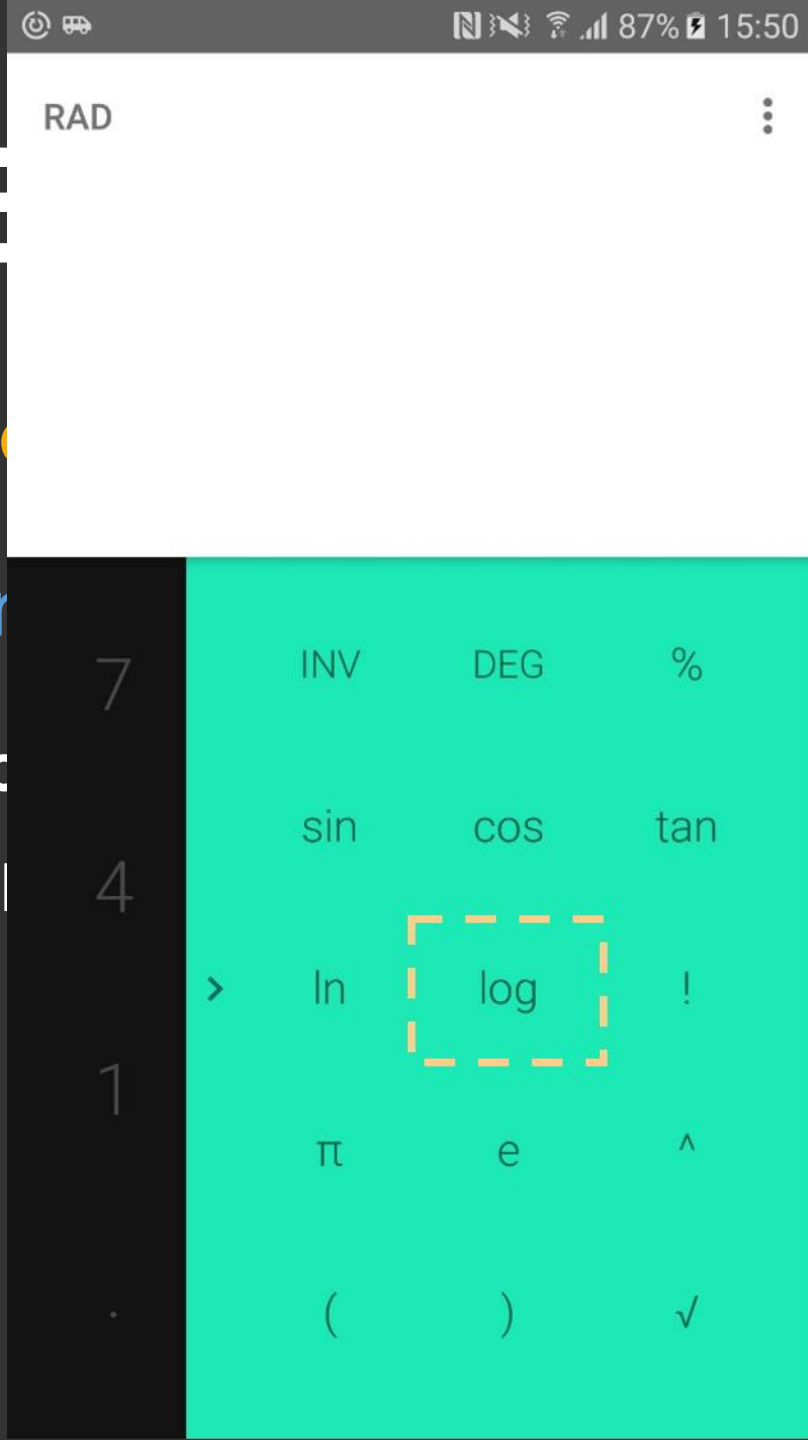 87% 15:50
RAD
7 INV DEG %
sin cos tan
4
> ln log !
1
π e ^
. ( ) √